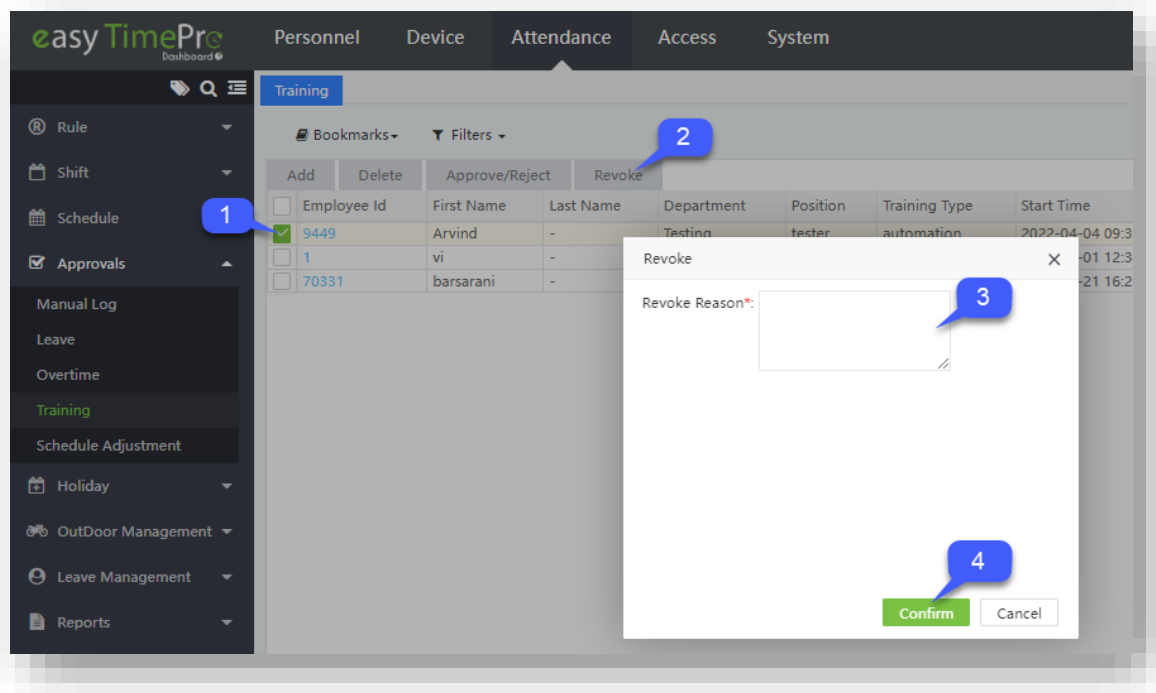 easy TimePro
Dashboard
Personnel Device Attendance Access System
Training
® Rule
Bookmarks Filters
2
Shift
Add Delete Approve/Reject Revoke
Employee Id First Name Last Name Department Position Training Type Start Time
Schedule
1
9449 Arvind - Testing tester automation 2022-04-04 09:3
1 vi - -01 12:3
70331 barsarani - -21 16:2
Approvals
Manual Log
Leave
Overtime
Training
Schedule Adjustment
Holiday
OutDoor Management
Leave Management
Reports
Revoke
Revoke Reason*:
3
4
Confirm Cancel